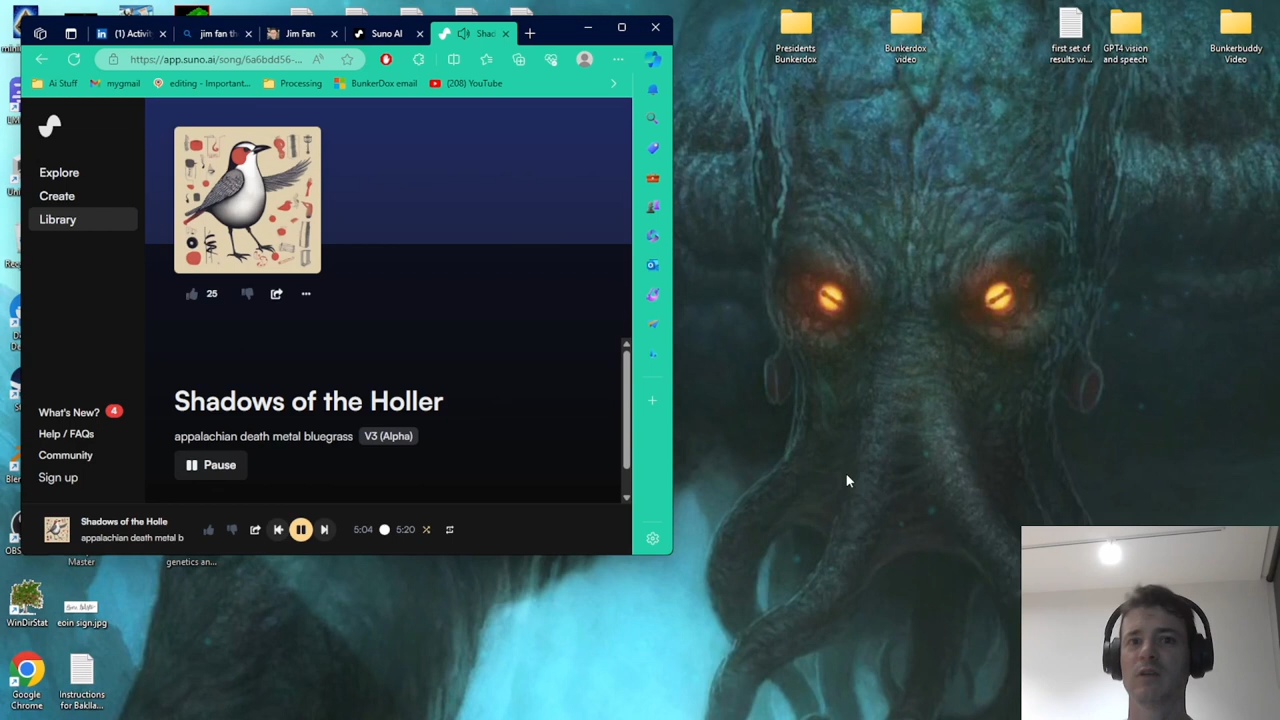 (1) Activit
jim fan th
Jim Fan
Suno AI
Shad
https://app.suno.ai/song/6a6bdd56-...
Ai Stuff
mygmail
editing - Important...
Processing
BunkerDox email
(208) YouTube
Explore
Create
Library
25
What's New? 4
Help / FAQs
Community
Sign up
Shadows of the Holler
appalachian death metal bluegrass V3 (Alpha)
Pause
Shadows of the Holle
appalachian death metal b
5:04
5:20
Presidents
Bunkerdox
Bunkerdox
video
first set of
results wi...
GPT4 vision
and speech
Bunkerbuddy
Video
Master
genetics an...
WinDirStat
eoin sign.jpg
Google
Chrome
Instructions
for Baklla...